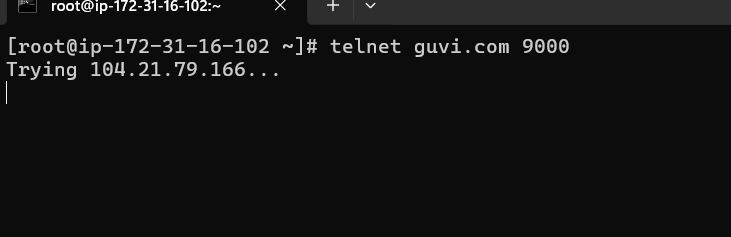 root@ip-172-31-16-102:~
[root@ip-172-31-16-102 ~]# telnet guvi.com 9000
Trying 104.21.79.166...